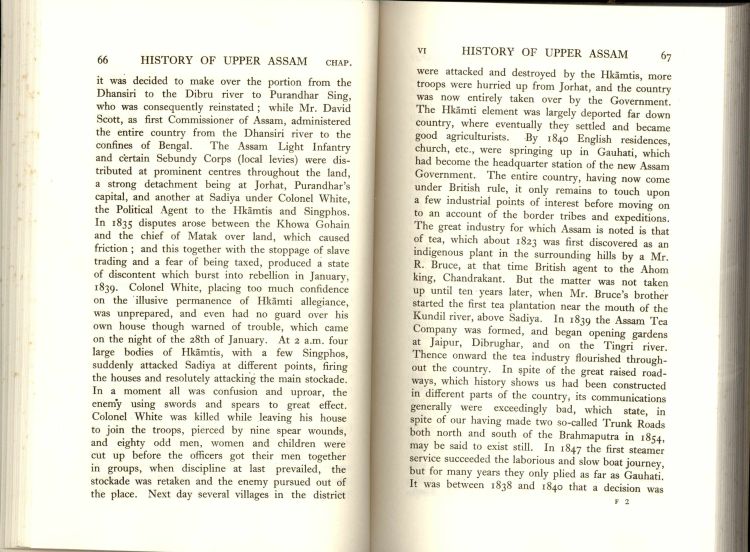 66 HISTORY OF UPPER ASSAM CHAP.
it was decided to make over the portion from the
Dhansiri to the Dibru river to Purandhar Sing,
who was consequently reinstated ; while Mr. David
Scott, as first Commissioner of Assam, administered
the entire country from the Dhansiri river to the
confines of Bengal. The Assam Light Infantry
and certain Sebundy Corps (local levies) were dis-
tributed at prominent centres throughout the land,
a strong detachment being at Jorhat, Purandhar's
capital, and another at Sadiya under Colonel White,
the Political Agent to the Hkāmtis and Singphos.
In 1835 disputes arose between the Khowa Gohain
and the chief of Matak over land, which caused
friction ; and this together with the stoppage of slave
trading and a fear of being taxed, produced a state
of discontent which burst into rebellion in January,
1839. Colonel White, placing too much confidence
on the illusive permanence of Hkāmti allegiance,
was unprepared, and even had no guard over his
own house though warned of trouble, which came
on the night of the 28th of January. At 2 a.m. four
large bodies of Hkāmtis, with a few Singphos,
suddenly attacked Sadiya at different points, firing
the houses and resolutely attacking the main stockade.
In a moment all was confusion and uproar, the
enemy using swords and spears to great effect.
Colonel White was killed while leaving his house
to join the troops, pierced by nine spear wounds,
and eighty odd men, women and children were
cut up before the officers got their men together
in groups, when discipline at last prevailed, the
stockade was retaken and the enemy pursued out of
the place. Next day several villages in the district
VI HISTORY OF UPPER ASSAM 67
were attacked and destroyed by the Hkāmtis, more
troops were hurried up from Jorhat, and the country
was now entirely taken over by the Government.
The Hkāmti element was largely deported far down
country, where eventually they settled and became
good agriculturists. By 1840 English residences,
church, etc., were springing up in Gauhati, which
had become the headquarter station of the new Assam
Government. The entire country, having now come
under British rule, it only remains to touch upon
a few industrial points of interest before moving on
to an account of the border tribes and expeditions.
The great industry for which Assam is noted is that
of tea, which about 1823 was first discovered as an
indigenous plant in the surrounding hills by a Mr.
R. Bruce, at that time British agent to the Ahom
king, Chandrakant. But the matter was not taken
up until ten years later, when Mr. Bruce's brother
started the first tea plantation near the mouth of the
Kundil river, above Sadiya. In 1839 the Assam Tea
Company was formed, and began opening gardens
at Jaipur, Dibrughar, and on the Tingri river.
Thence onward the tea industry flourished through-
out the country. In spite of the great raised road-
ways, which history shows us had been constructed
in different parts of the country, its communications
generally were exceedingly bad, which state, in
spite of our having made two so-called Trunk Roads
both north and south of the Brahmaputra in 1854,
may be said to exist still. In 1847 the first steamer
service succeeded the laborious and slow boat journey,
but for many years they only plied as far as Gauhati.
It was between 1838 and 1840 that a decision was
F 2